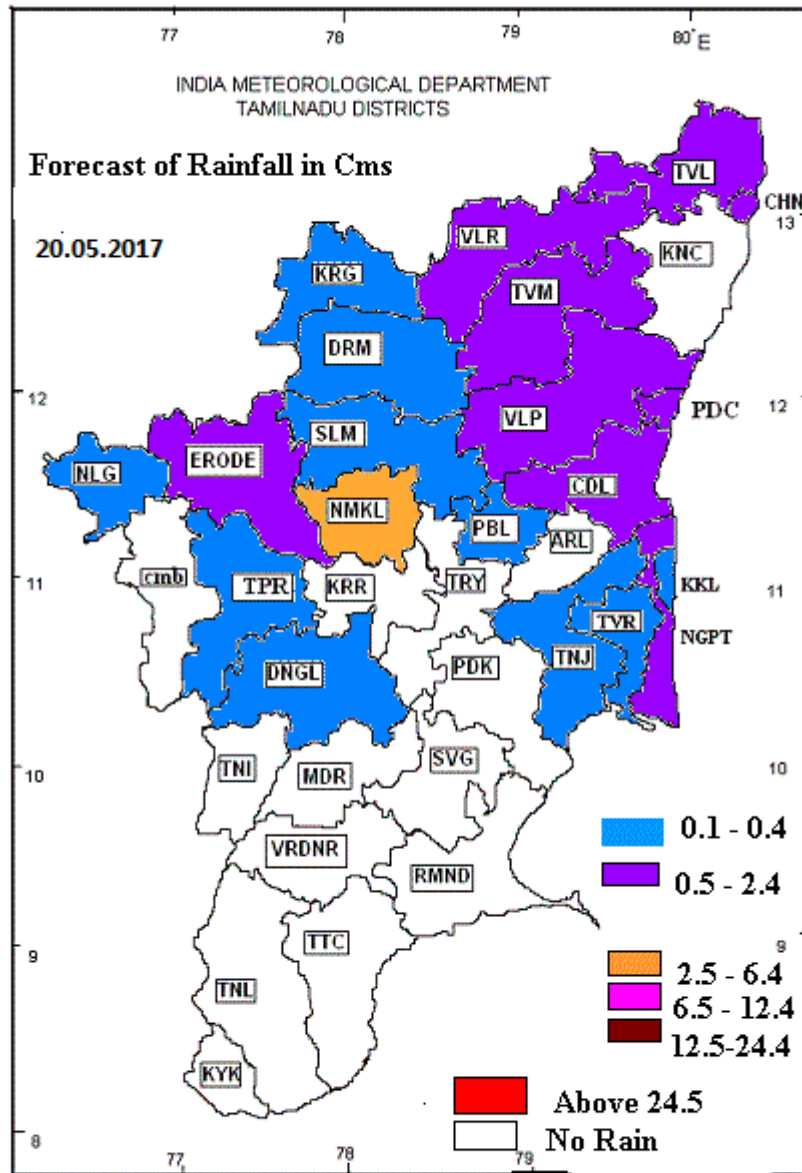 77 78 79 80°E
INDIA METEOROLOGICAL DEPARTMENT
TAMILNADU DISTRICTS
Forecast of Rainfall in Cms
TVL
CHN
13
20.05.2017
VLR
KNC
KRG
TVM
DRM
12
12
PDC
VLP
SLM
ERODE
NLG
CDL
NMKL
PBL
ARL
11
cmb
TPR
KRR
TRY
KKL
11
TVR
NGPT
DNGL
PDK
TNJ
10
TNI
MDR
SVG
10
0.1 - 0.4
VRDNR
RMND
0.5 - 2.4
9
TTC
9
2.5 - 6.4
TNL
6.5 - 12.4
12.5-24.4
KYK
Above 24.5
8
No Rain
77 78 79